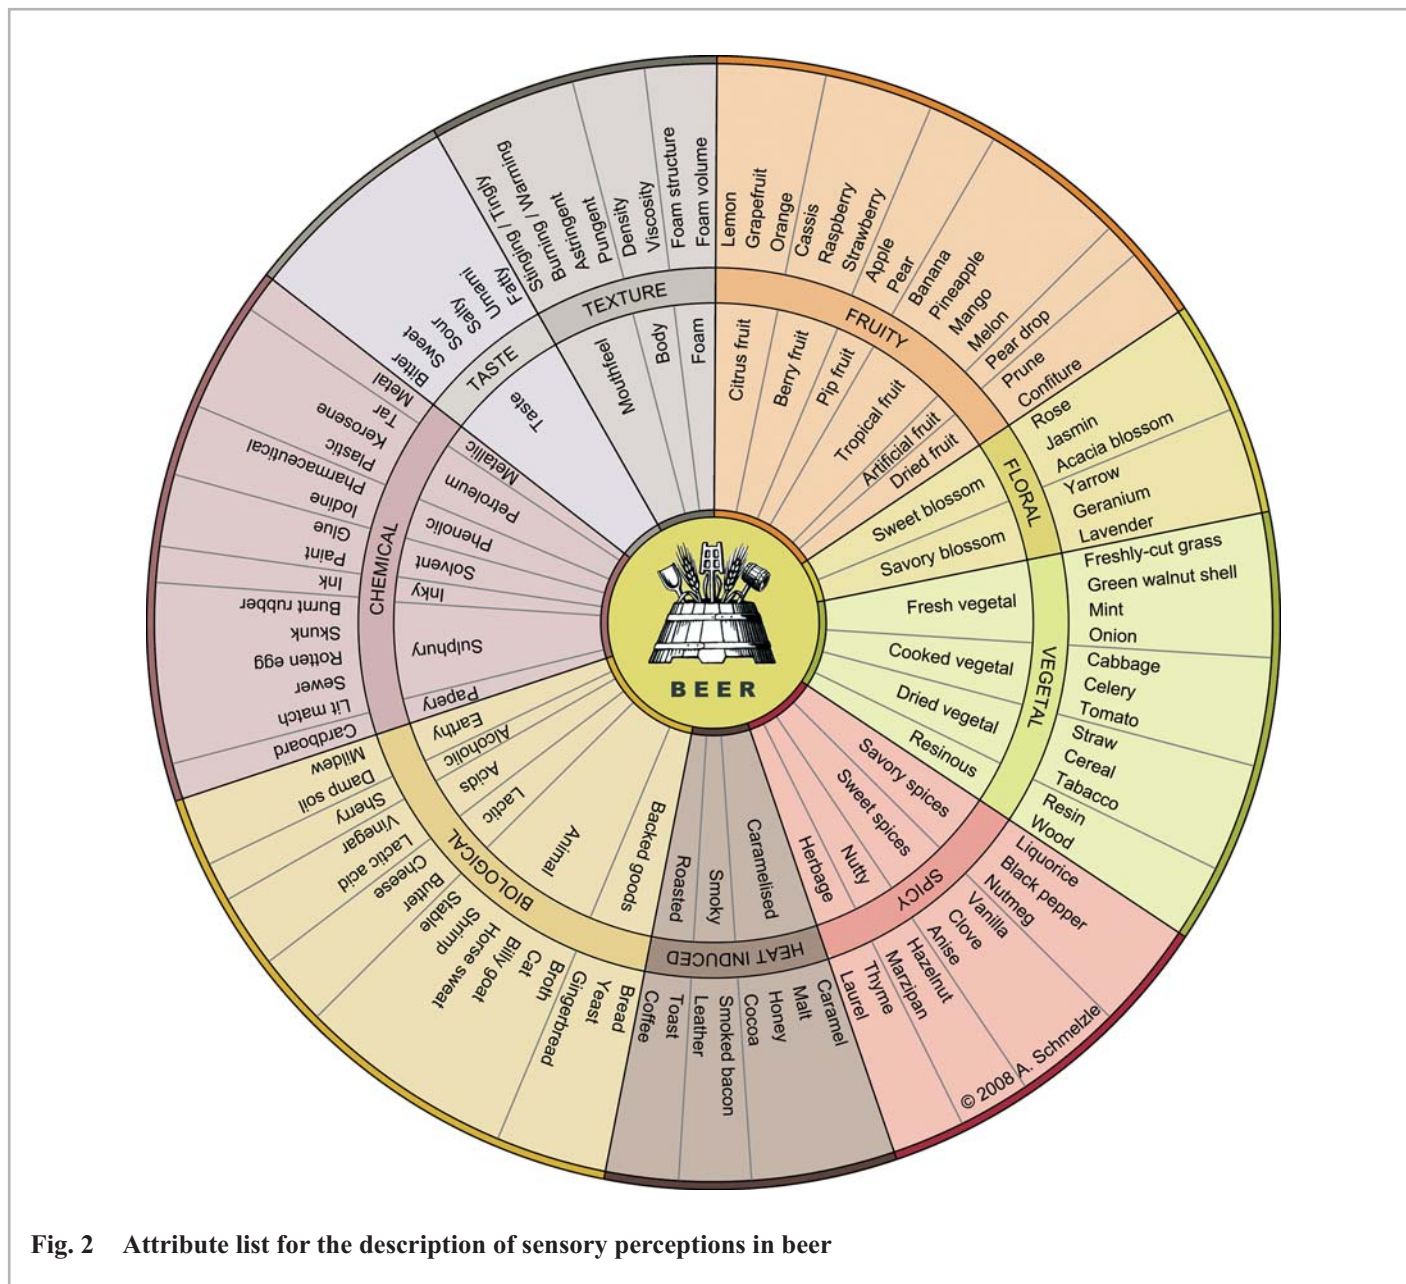 Foam structure
Foam volume
Density
Viscosity
Stinging / Tingly
Burning / Warming
Astringent
Pungent
TEXTURE
Mouthfeel
Body
Foam
Lemon
Grapefruit
Orange
Cassis
Raspberry
Strawberry
Apple
Pear
Banana
Pineapple
Mango
Melon
Pear drop
Prune
Confiture
FRUITY
Citrus fruit
Berry fruit
Pip fruit
Tropical fruit
Artificial fruit
Dried fruit
Rose
Jasmin
Acacia blossom
Yarrow
Geranium
Lavender
FLORAL
Sweet blossom
Savory blossom
Freshly-cut grass
Green walnut shell
Mint
Onion
Cabbage
Celery
Tomato
Straw
Cereal
Tabacco
Resin
Wood
VEGETAL
Fresh vegetal
Cooked vegetal
Dried vegetal
Resinous
Liquorice
Black pepper
Nutmeg
Vanilla
Clove
Anise
Hazelnut
Marzipan
Thyme
Laurel
SPICY
Savory spices
Sweet spices
Nutty
Herbage
Caramel
Malt
Honey
Cocoa
Smoked bacon
Leather
Toast
Coffee
HEAT INDUCED
Caramelised
Smoky
Roasted
Bread
Yeast
Gingerbread
Broth
Cat
Billy goat
Horse sweat
Shrimp
Stable
Butter
Cheese
Lactic acid
Vinegar
Sherry
Damp soil
Mildew
BIOLOGICAL
Backed goods
Animal
Lactic
Acids
Alcoholic
Earthy
Cardboard
Lit match
Sewer
Rotten egg
Skunk
Burnt rubber
Ink
Paint
Glue
Iodine
Pharmaceutical
Plastic
Kerosene
Tar
Metal
CHEMICAL
Papery
Sulphury
Inky
Solvent
Phenolic
Petroleum
Metallic
Bitter
Sweet
Sour
Salty
Umami
Fatty
TASTE
Taste
BEER
© 2008 A. Schmelzle
Fig. 2 Attribute list for the description of sensory perceptions in beer